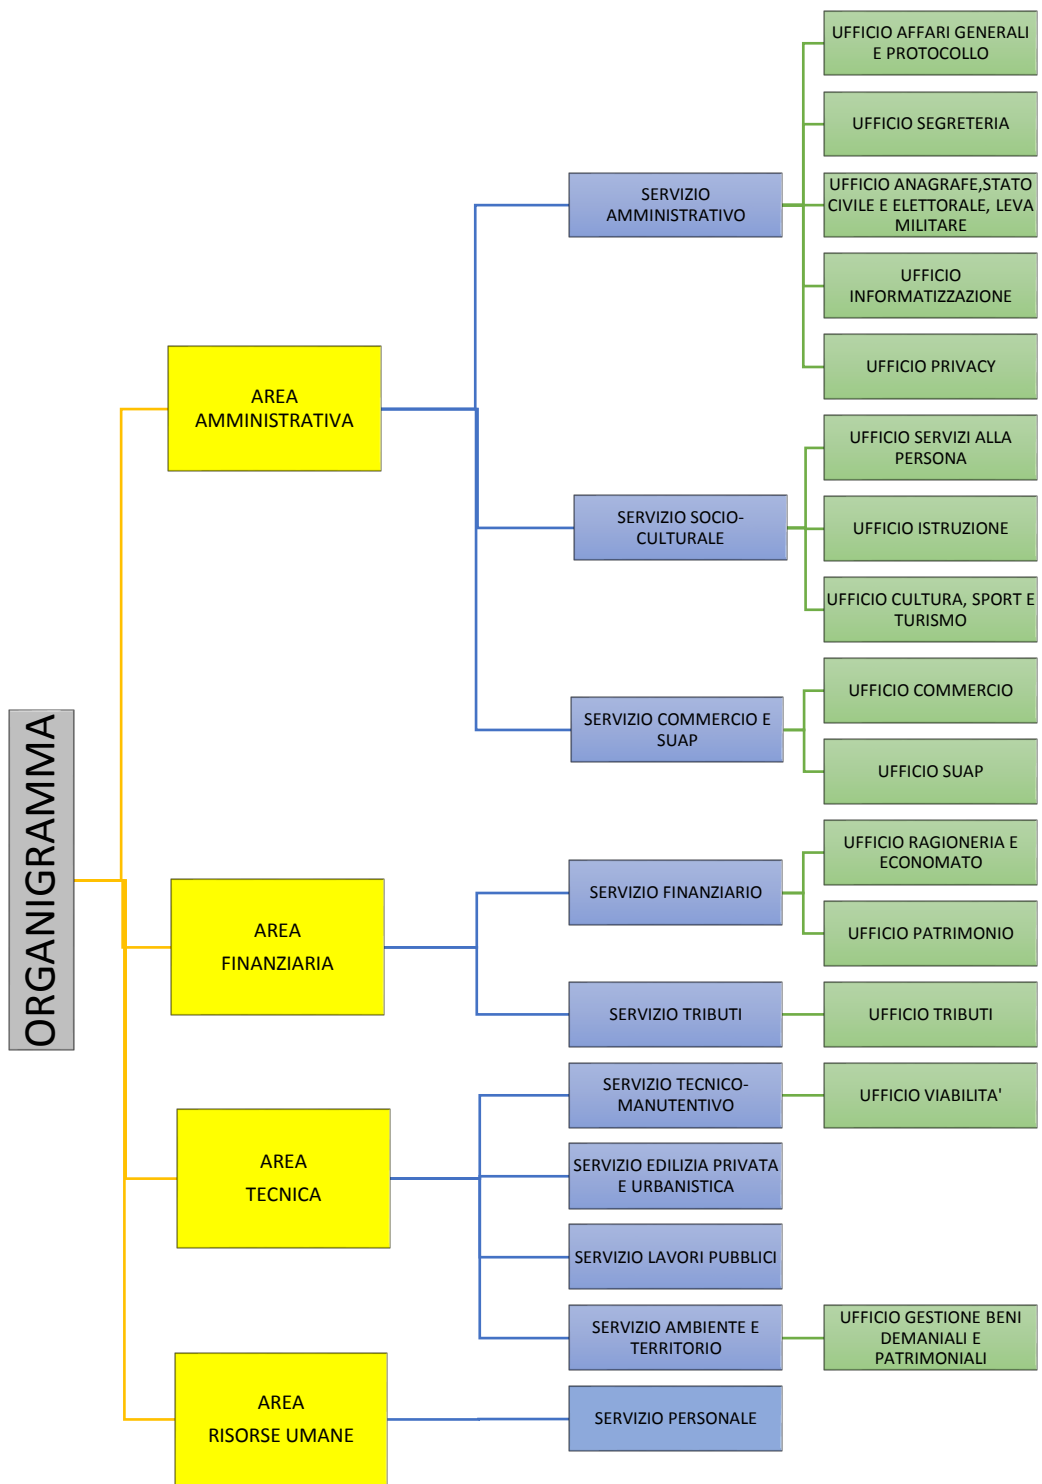 ORGANIGRAMMA
AREA
AMMINISTRATIVA
SERVIZIO
AMMINISTRATIVO
UFFICIO AFFARI GENERALI
E PROTOCOLLO
UFFICIO SEGRETERIA
UFFICIO ANAGRAFE,STATO
CIVILE E ELETTORALE, LEVA
MILITARE
UFFICIO
INFORMATIZZAZIONE
UFFICIO PRIVACY
SERVIZIO SOCIO-
CULTURALE
UFFICIO SERVIZI ALLA
PERSONA
UFFICIO ISTRUZIONE
UFFICIO CULTURA, SPORT E
TURISMO
SERVIZIO COMMERCIO E
SUAP
UFFICIO COMMERCIO
UFFICIO SUAP
AREA
FINANZIARIA
SERVIZIO FINANZIARIO
UFFICIO RAGIONERIA E
ECONOMATO
UFFICIO PATRIMONIO
SERVIZIO TRIBUTI
UFFICIO TRIBUTI
AREA
TECNICA
SERVIZIO TECNICO-
MANUTENTIVO
UFFICIO VIABILITA'
SERVIZIO EDILIZIA PRIVATA
E URBANISTICA
SERVIZIO LAVORI PUBBLICI
SERVIZIO AMBIENTE E
TERRITORIO
UFFICIO GESTIONE BENI
DEMANIALI E
PATRIMONIALI
AREA
RISORSE UMANE
SERVIZIO PERSONALE